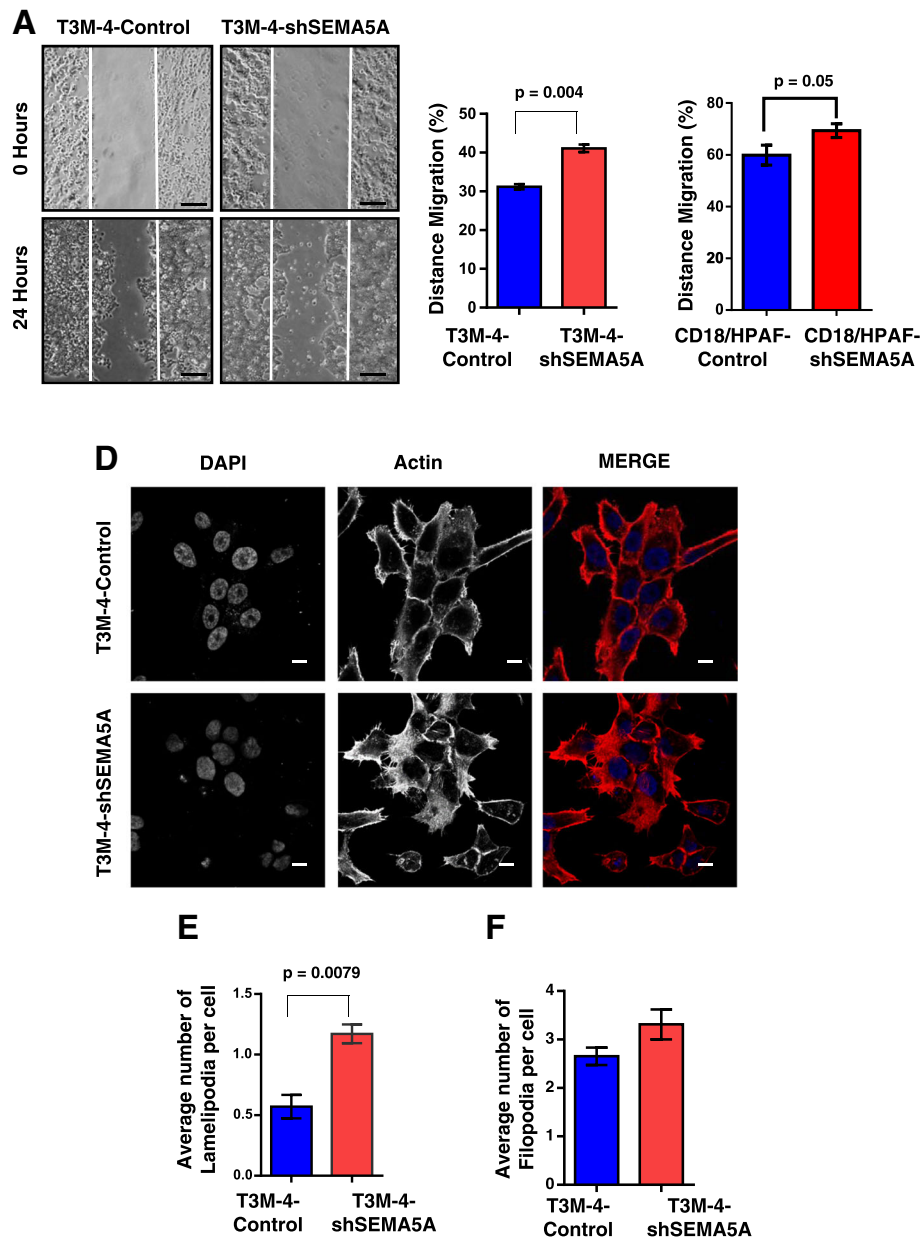 A
T3M-4-Control
T3M-4-shSEMA5A
0 Hours
24 Hours
p = 0.004
Distance Migration (%)
50
40
30
20
10
0
T3M-4-
Control
T3M-4-
shSEMA5A
p = 0.05
Distance Migration (%)
80
60
40
20
0
CD18/HPAF-
Control
CD18/HPAF-
shSEMA5A
D
DAPI
Actin
MERGE
T3M-4-Control
T3M-4-shSEMA5A
E
p = 0.0079
Average number of
Lamelipodia per cell
1.5
1.0
0.5
0.0
T3M-4-
Control
T3M-4-
shSEMA5A
F
Average number of
Filopodia per cell
4
3
2
1
0
T3M-4-
Control
T3M-4-
shSEMA5A